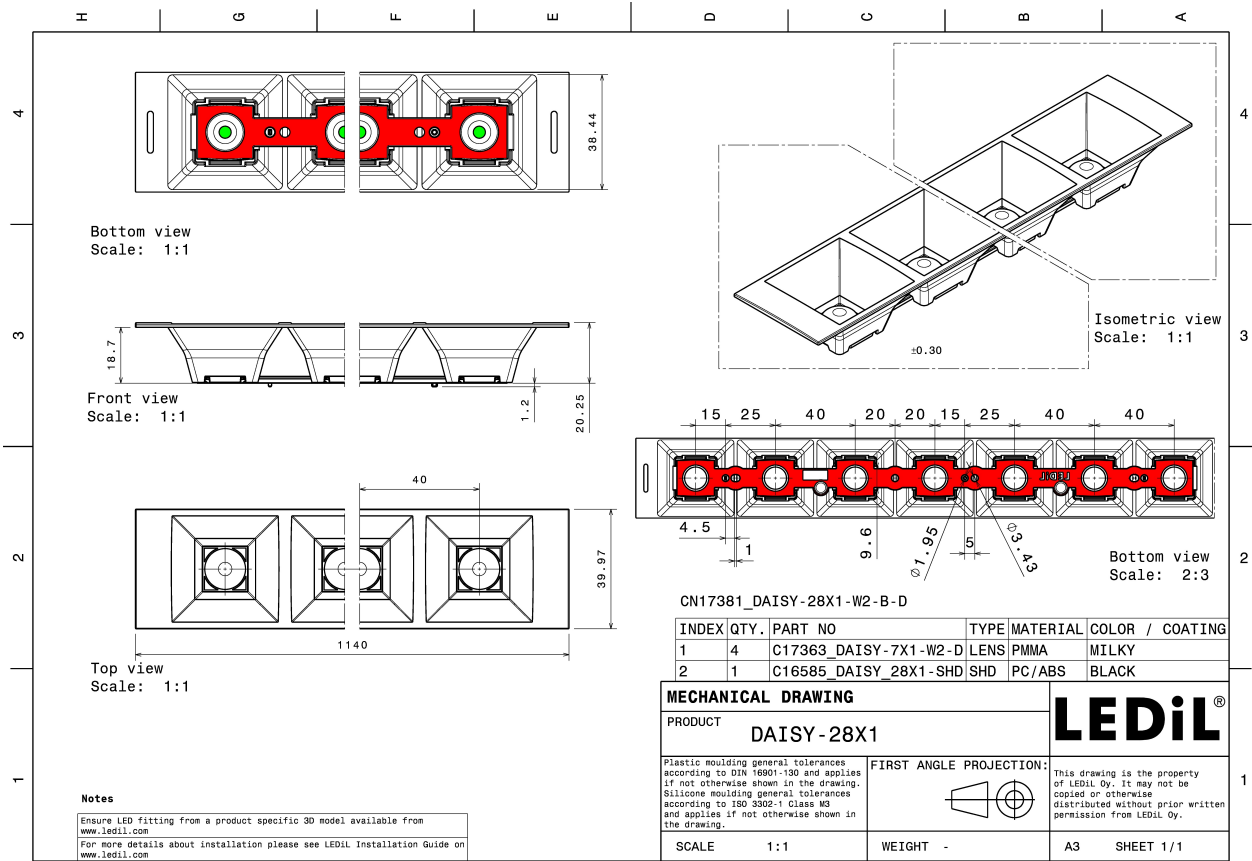 H G F E D C B A
4
4
38.44
Bottom view
Scale: 1:1
3
18.7
1.2
20.25
Front view
Scale: 1:1
Isometric view
Scale: 1:1
±0.30
3
15 25 40 20 20 15 25 40 40
LEDiL
4.5
1
9.6
Ø1.95
5
Ø3.43
Bottom view
Scale: 2:3
2
2
40
39.97
1140
Top view
Scale: 1:1
CN17381_DAISY-28X1-W2-B-D
INDEX QTY. PART NO TYPE MATERIAL COLOR / COATING
1 4 C17363_DAISY-7X1-W2-D LENS PMMA MILKY
2 1 C16585_DAISY_28X1-SHD SHD PC/ABS BLACK
MECHANICAL DRAWING
PRODUCT
DAISY-28X1
LEDiL®
Plastic moulding general tolerances
according to DIN 16901-130 and applies
if not otherwise shown in the drawing.
Silicone moulding general tolerances
according to ISO 3302-1 Class M3
and applies if not otherwise shown in
the drawing.
FIRST ANGLE PROJECTION:
This drawing is the property
of LEDiL Oy. It may not be
copied or otherwise
distributed without prior written
permission from LEDiL Oy.
SCALE 1:1
WEIGHT -
A3 SHEET 1/1
1
1
Notes
Ensure LED fitting from a product specific 3D model available from
www.ledil.com
For more details about installation please see LEDiL Installation Guide on
www.ledil.com